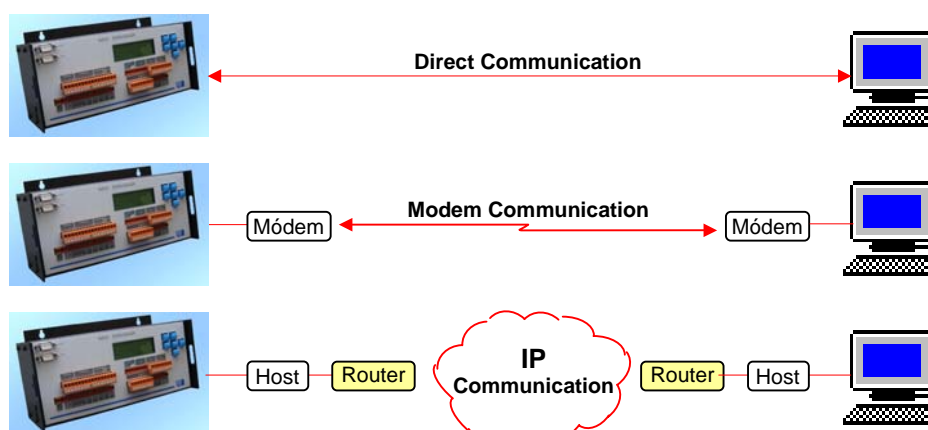 Direct Communication
Modem Communication
Módem
Módem
IP
Communication
Host
Router
Router
Host